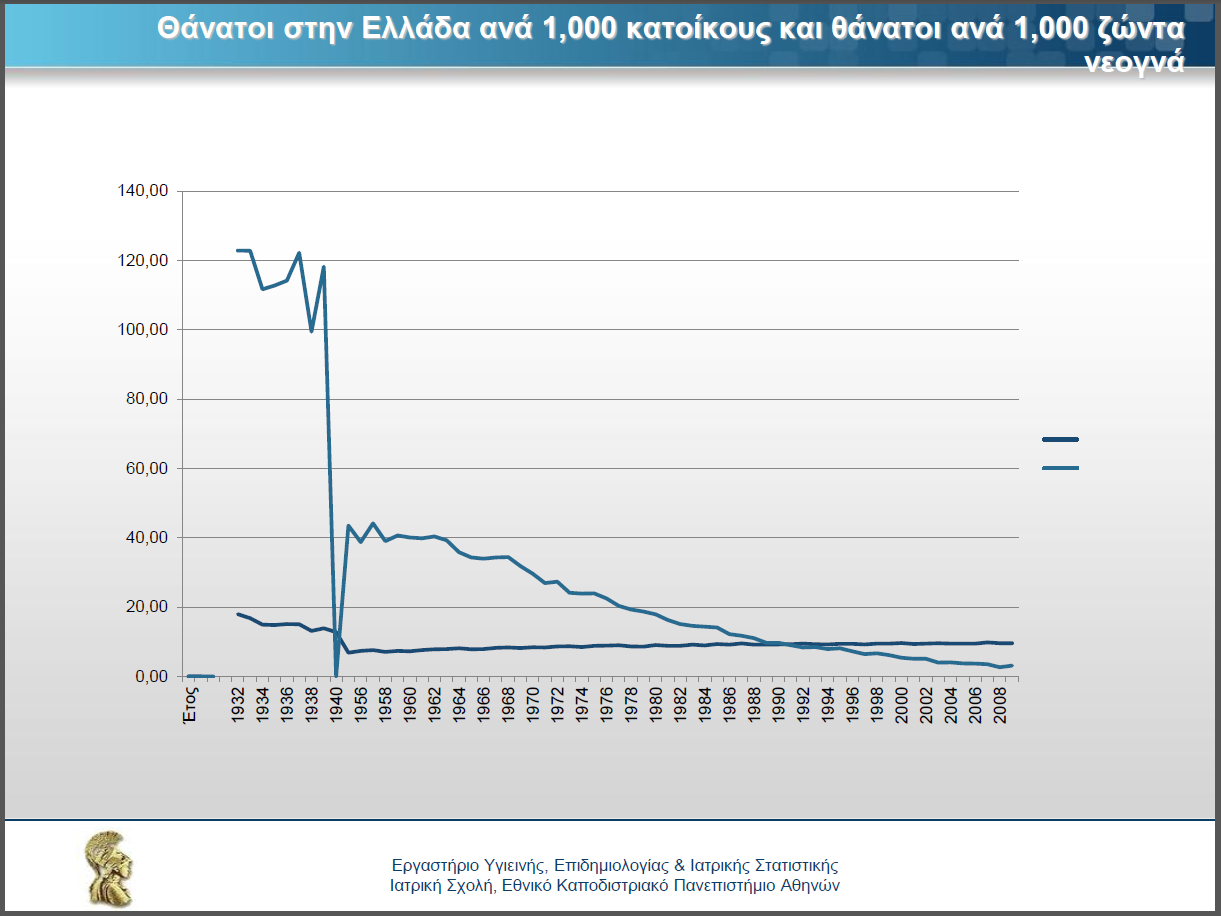 Θάνατοι στην Ελλάδα ανά 1,000 κατοίκους και θάνατοι ανά 1,000 ζώντα
νεογνά
140,00
120,00
100,00
80,00
60,00
40,00
20,00
0,00
Έτος 1932 1934 1936 1938 1940 1956 1958 1960 1962 1964 1966 1968 1970 1972 1974 1976 1978 1980 1982 1984 1986 1988 1990 1992 1994 1996 1998 2000 2002 2004 2006 2008
Εργαστήριο Υγιεινής, Επιδημιολογίας & Ιατρικής Στατιστικής
Ιατρική Σχολή, Εθνικό Καποδιστριακό Πανεπιστήμιο Αθηνών